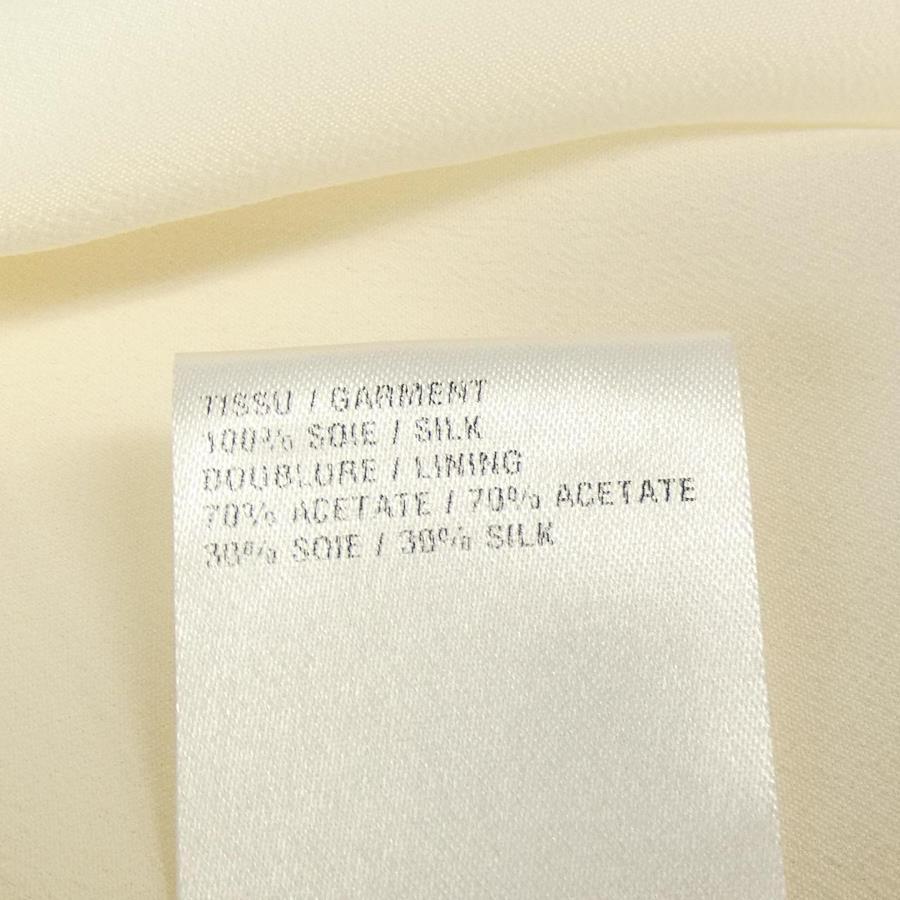 TISSU / GARMENT
100% SOIE / SILK
DOUBLURE / LINING
70% ACETATE / 70% ACETATE
30% SOIE / 30% SILK